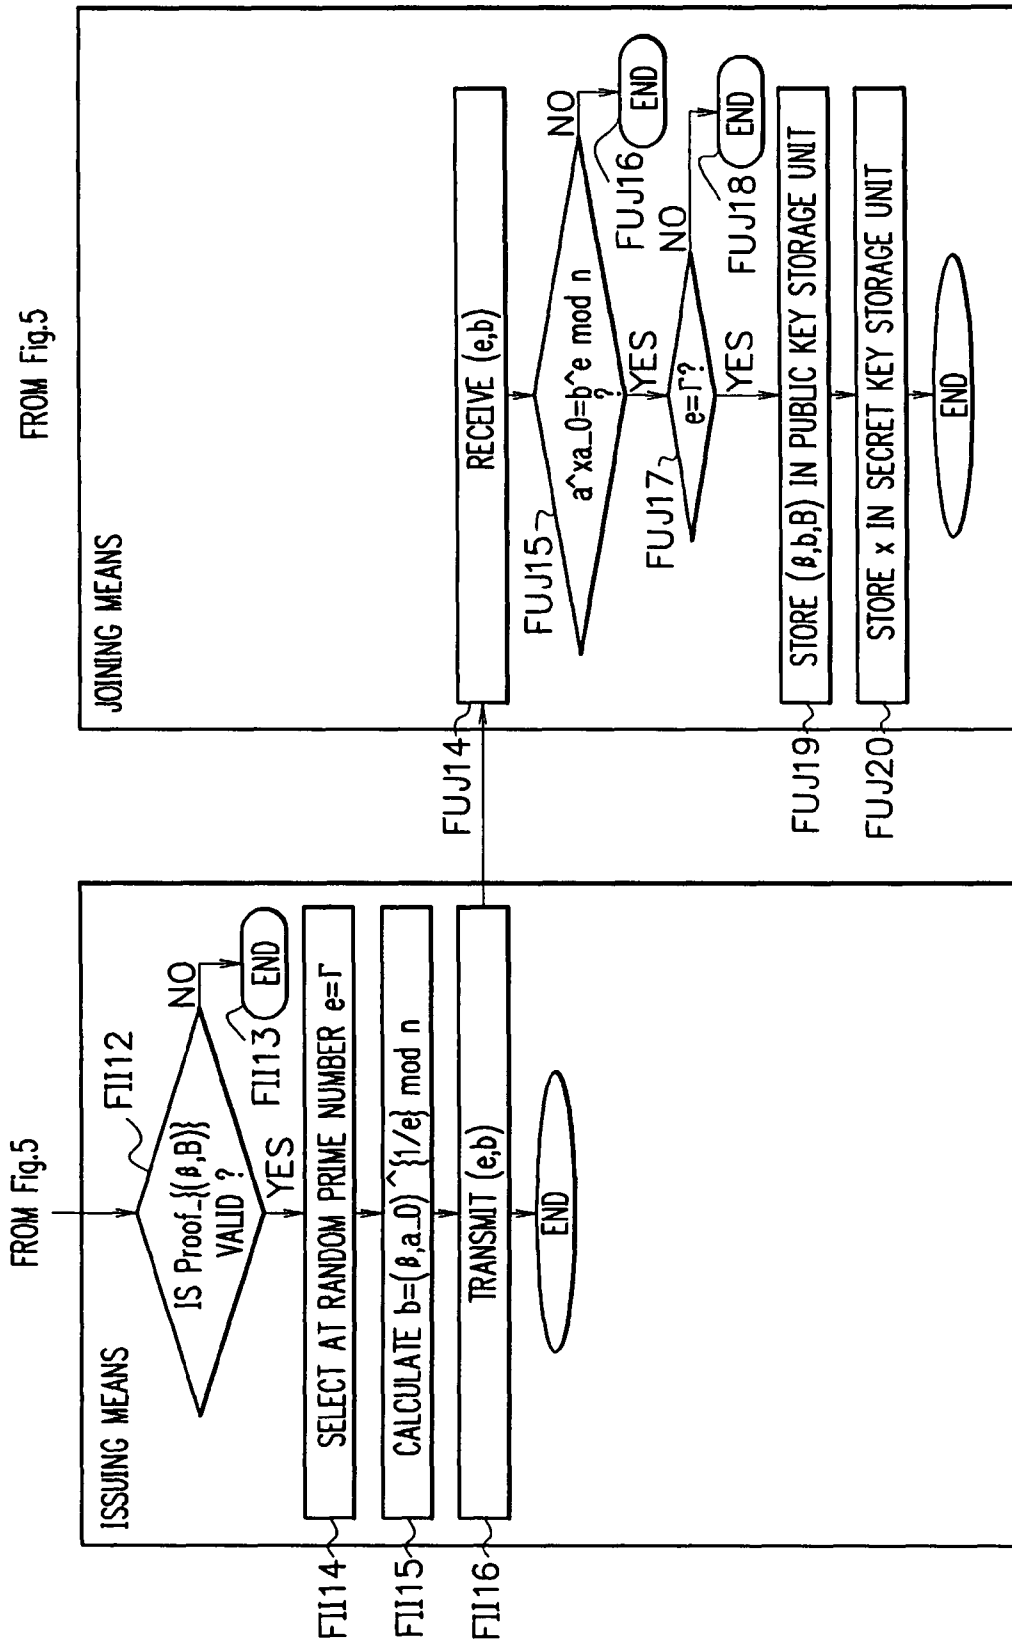 FROM Fig.5
ISSUING MEANS
FII12
IS Proof_{(β,B)}
VALID ?
NO
FII13
END
YES
FII14
SELECT AT RANDOM PRIME NUMBER e=Γ
FII15
CALCULATE b=(β,a_0)^{1/e} mod n
FII16
TRANSMIT (e,b)
END
FROM Fig.5
JOINING MEANS
FUJ14
RECEIVE (e,b)
FUJ15
a^xa_0=b^e mod n
?
NO
FUJ16
END
YES
FUJ17
e=Γ?
NO
FUJ18
END
YES
FUJ19
STORE (β,b,B) IN PUBLIC KEY STORAGE UNIT
FUJ20
STORE x IN SECRET KEY STORAGE UNIT
END